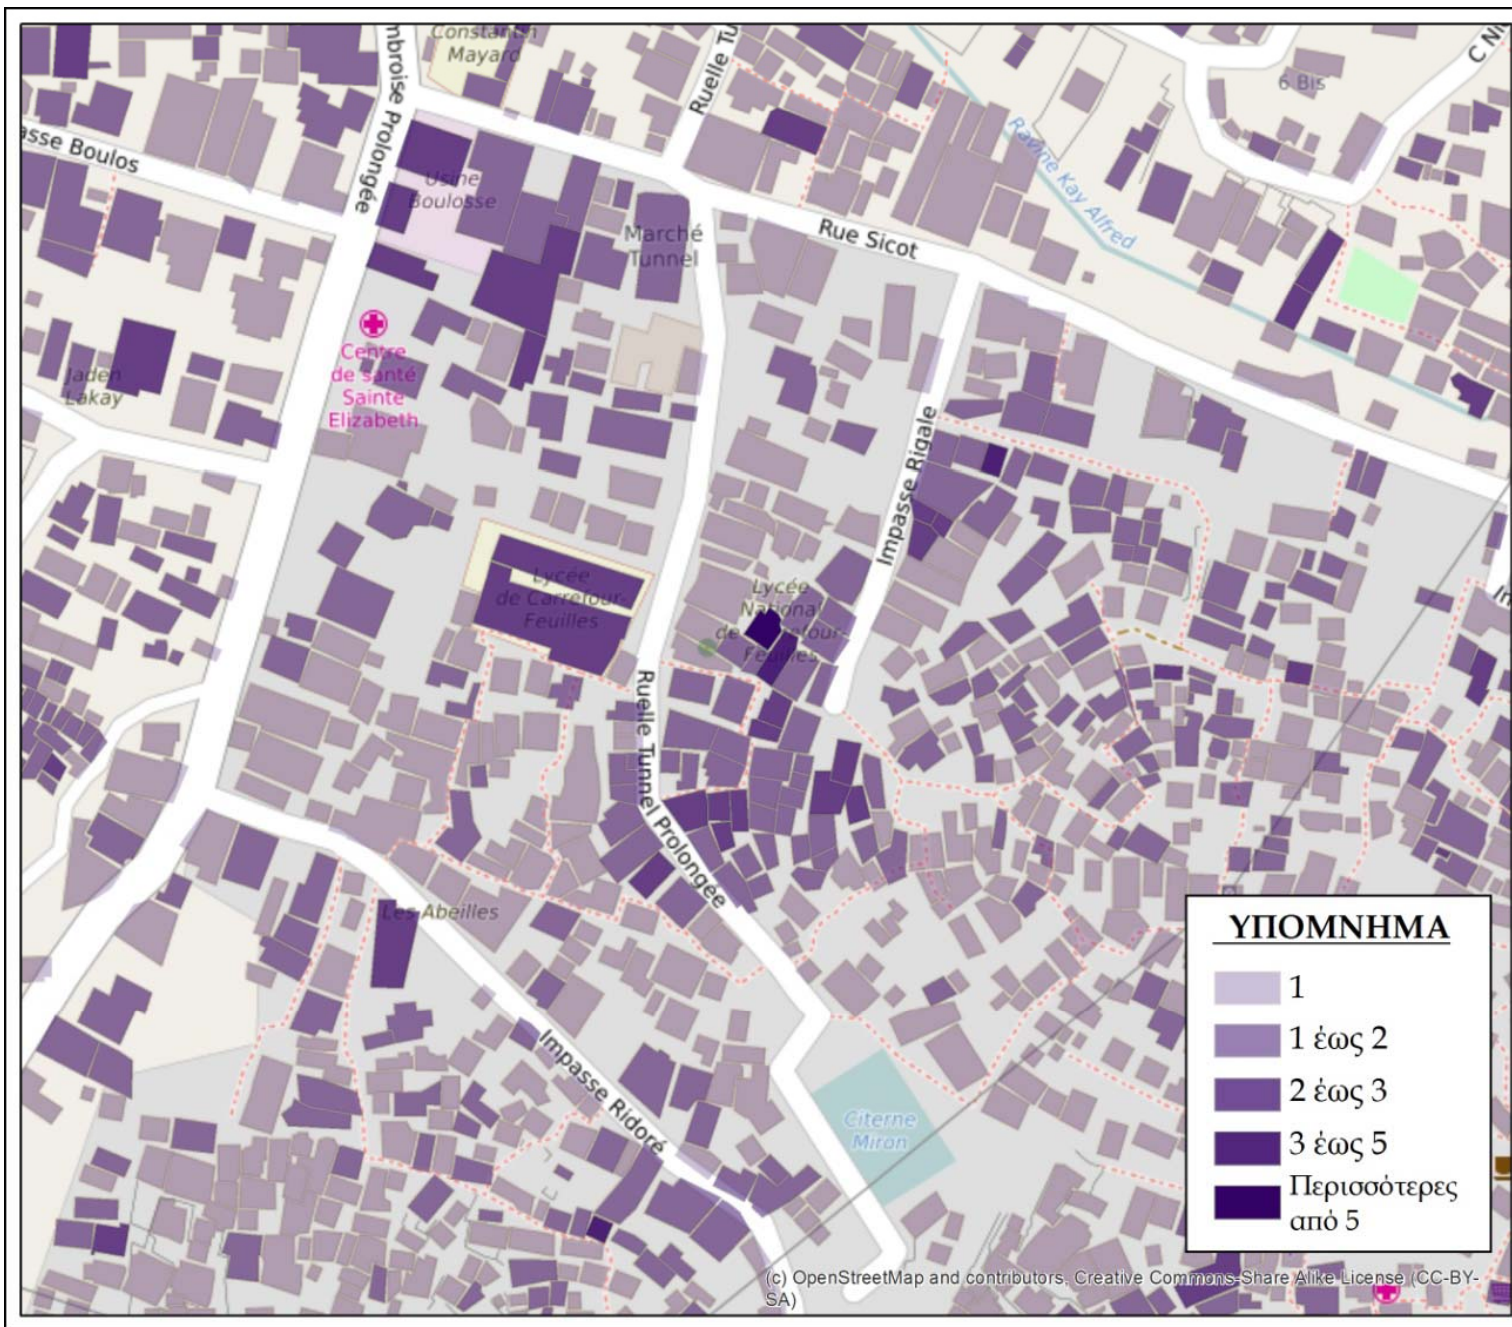 Constantin
Mayard
mbroise Prolongée
Ruelle Tu
C Ni
6 Bis
asse Boulos
Ravine Kay Alfred
Usine
Boulosse
Marché
Tunnel
Rue Sicot
Centre
de santé
Sainte
Elizabeth
Jaden
Lakay
Impasse Rigale
Lycée
de Carrefour-
Feuilles
Lycée
National
de Carrefour-
Feuilles
In
Ruelle Tunnel Prolongée
Les Abeilles
Impasse Ridoré
Citerne
Miron
ΥΠΟΜΝΗΜΑ
1
1 έως 2
2 έως 3
3 έως 5
Περισσότερες
από 5
(c) OpenStreetMap and contributors, Creative Commons-Share Alike License (CC-BY-
SA)